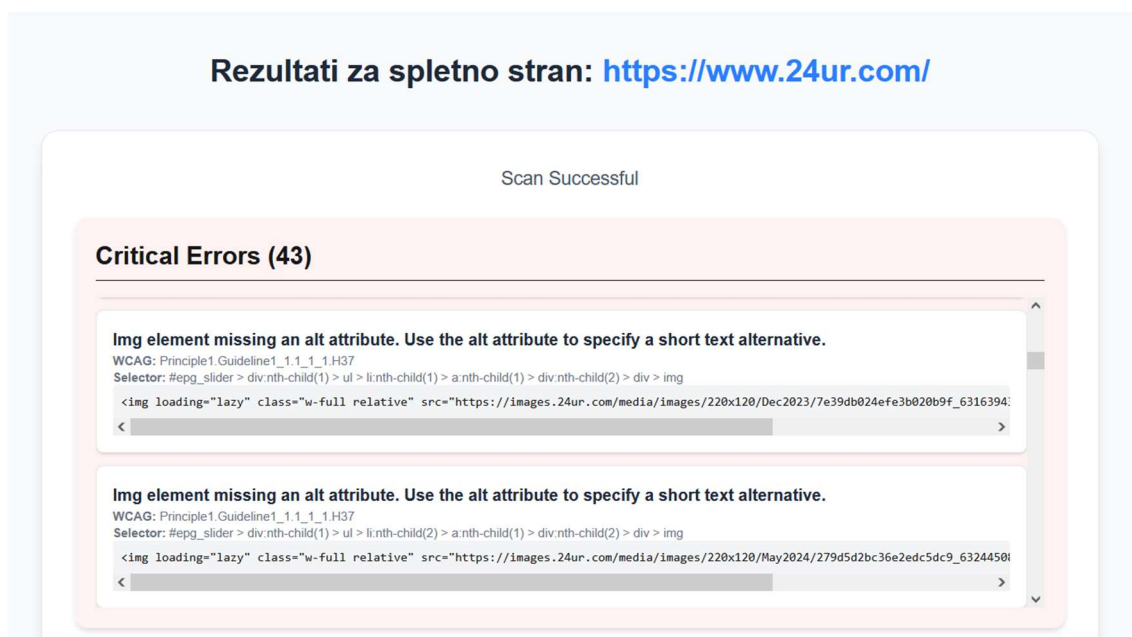 Rezultati za spletno stran: https://www.24ur.com/
Scan Successful
Critical Errors (43)
Img element missing an alt attribute. Use the alt attribute to specify a short text alternative.
WCAG: Principle1.Guideline1_1.1_1_1.H37
Selector: #epg_slider > div:nth-child(1) > ul > li:nth-child(1) > a:nth-child(1) > div:nth-child(2) > div > img
<img loading="lazy" class="w-full relative" src="https://images.24ur.com/media/images/220x120/Dec2023/7e39db024efe3b020b9f_6316394
Img element missing an alt attribute. Use the alt attribute to specify a short text alternative.
WCAG: Principle1.Guideline1_1.1_1_1.H37
Selector: #epg_slider > div:nth-child(1) > ul > li:nth-child(2) > a:nth-child(1) > div:nth-child(2) > div > img
<img loading="lazy" class="w-full relative" src="https://images.24ur.com/media/images/220x120/May2024/279d5d2bc36e2edc5dc9_6324450